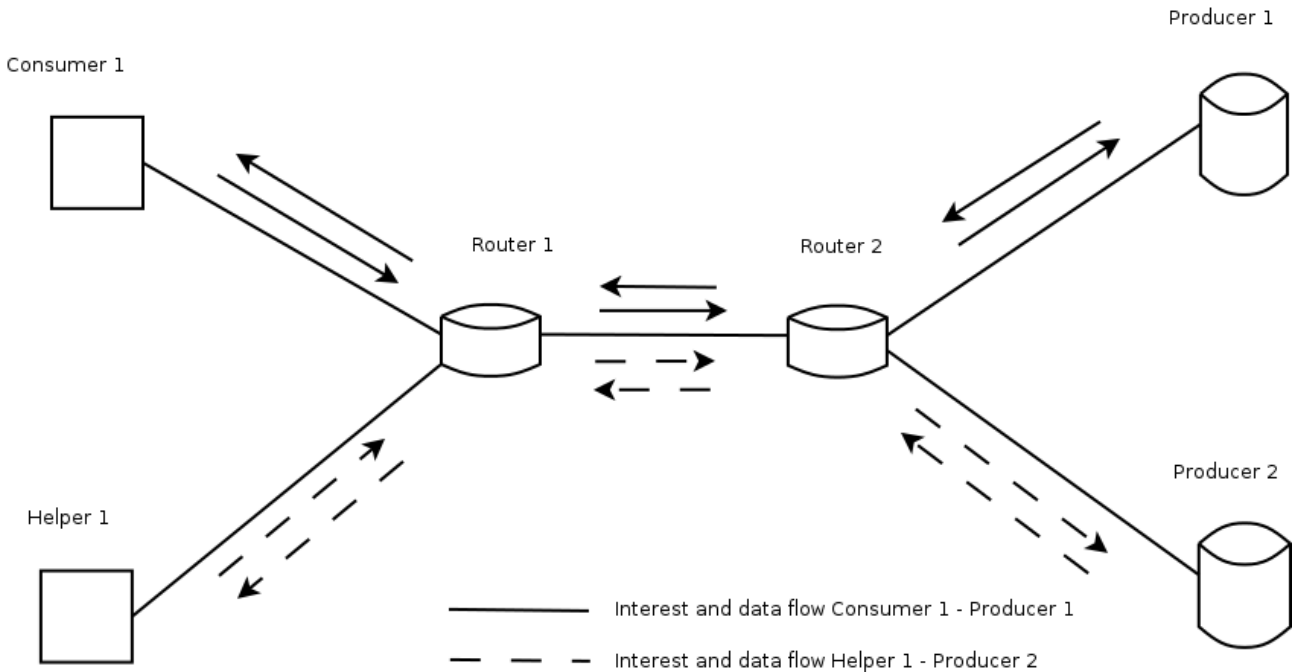 Producer 1
Consumer 1
Router 1
Router 2
Producer 2
Helper 1
Interest and data flow Consumer 1 - Producer 1
Interest and data flow Helper 1 - Producer 2